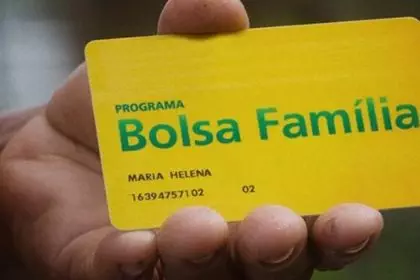 PROGRAMA
Bolsa Família
MARIA HELENA
16394757102 02